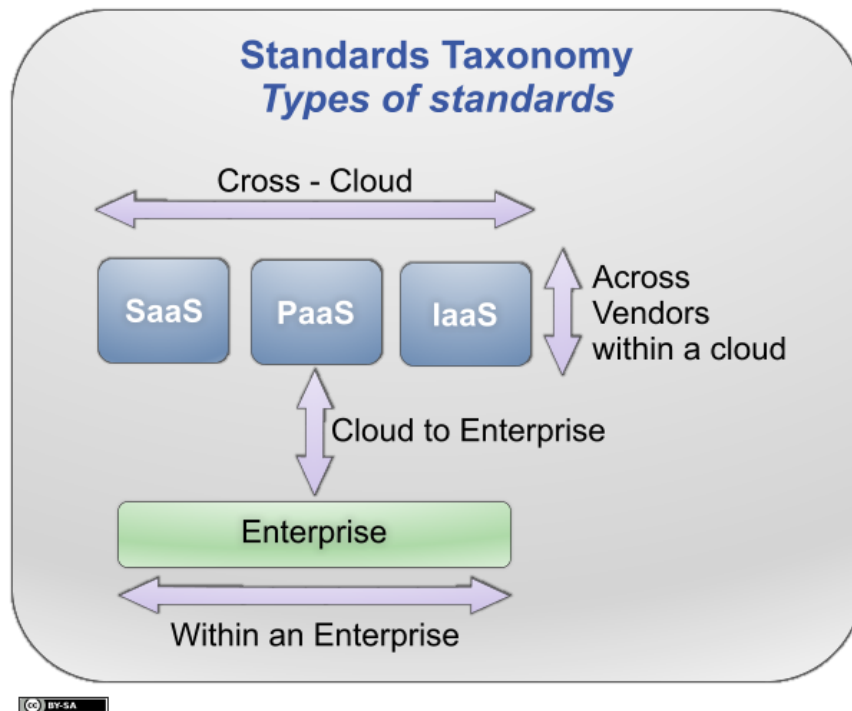 Standards Taxonomy
Types of standards
Cross - Cloud
SaaS
PaaS
IaaS
Across
Vendors
within a cloud
Cloud to Enterprise
Enterprise
Within an Enterprise
cc BY-SA